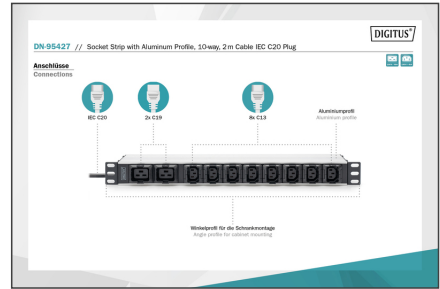 DIGITUS®
DN-95427 // Socket Strip with Aluminum Profile, 10-way, 2 m Cable IEC C20 Plug
Anschlüsse
Connections
IEC C20
2x C19
8x C13
Aluminiumprofil
Aluminium profile
Winkelprofil für die Schrankmontage
Angle profile for cabinet mounting